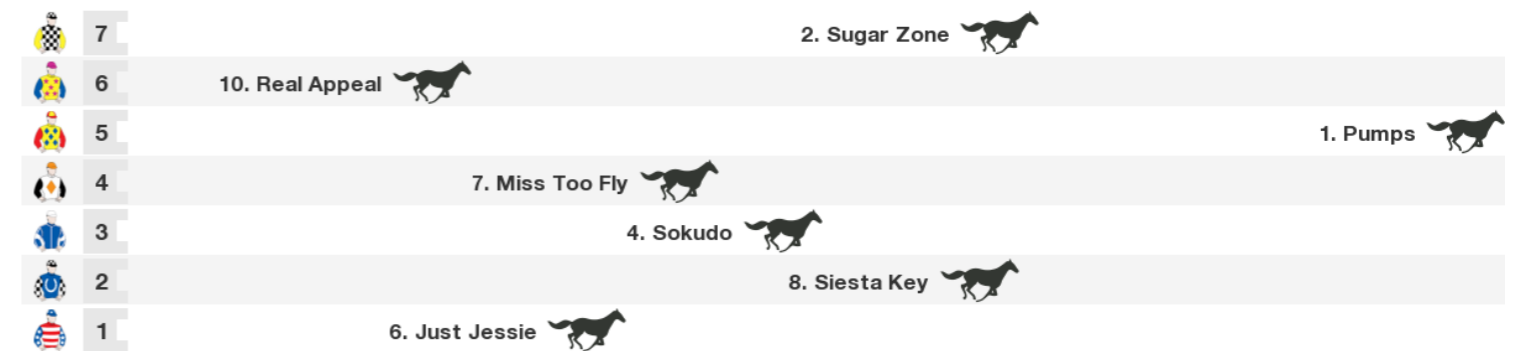 7 2. Sugar Zone
6 10. Real Appeal
5 1. Pumps
4 7. Miss Too Fly
3 4. Sokudo
2 8. Siesta Key
1 6. Just Jessie